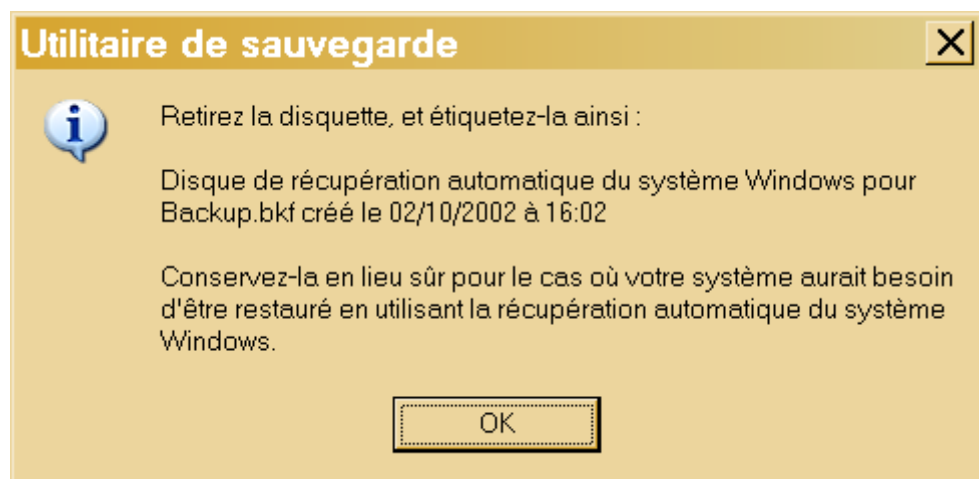 Utilitaire de sauvegarde
Retirez la disquette, et étiquetez-la ainsi :
Disque de récupération automatique du système Windows pour
Backup.bkf créé le 02/10/2002 à 16:02
Conservez-la en lieu sûr pour le cas où votre système aurait besoin
d'être restauré en utilisant la récupération automatique du système
Windows.
OK